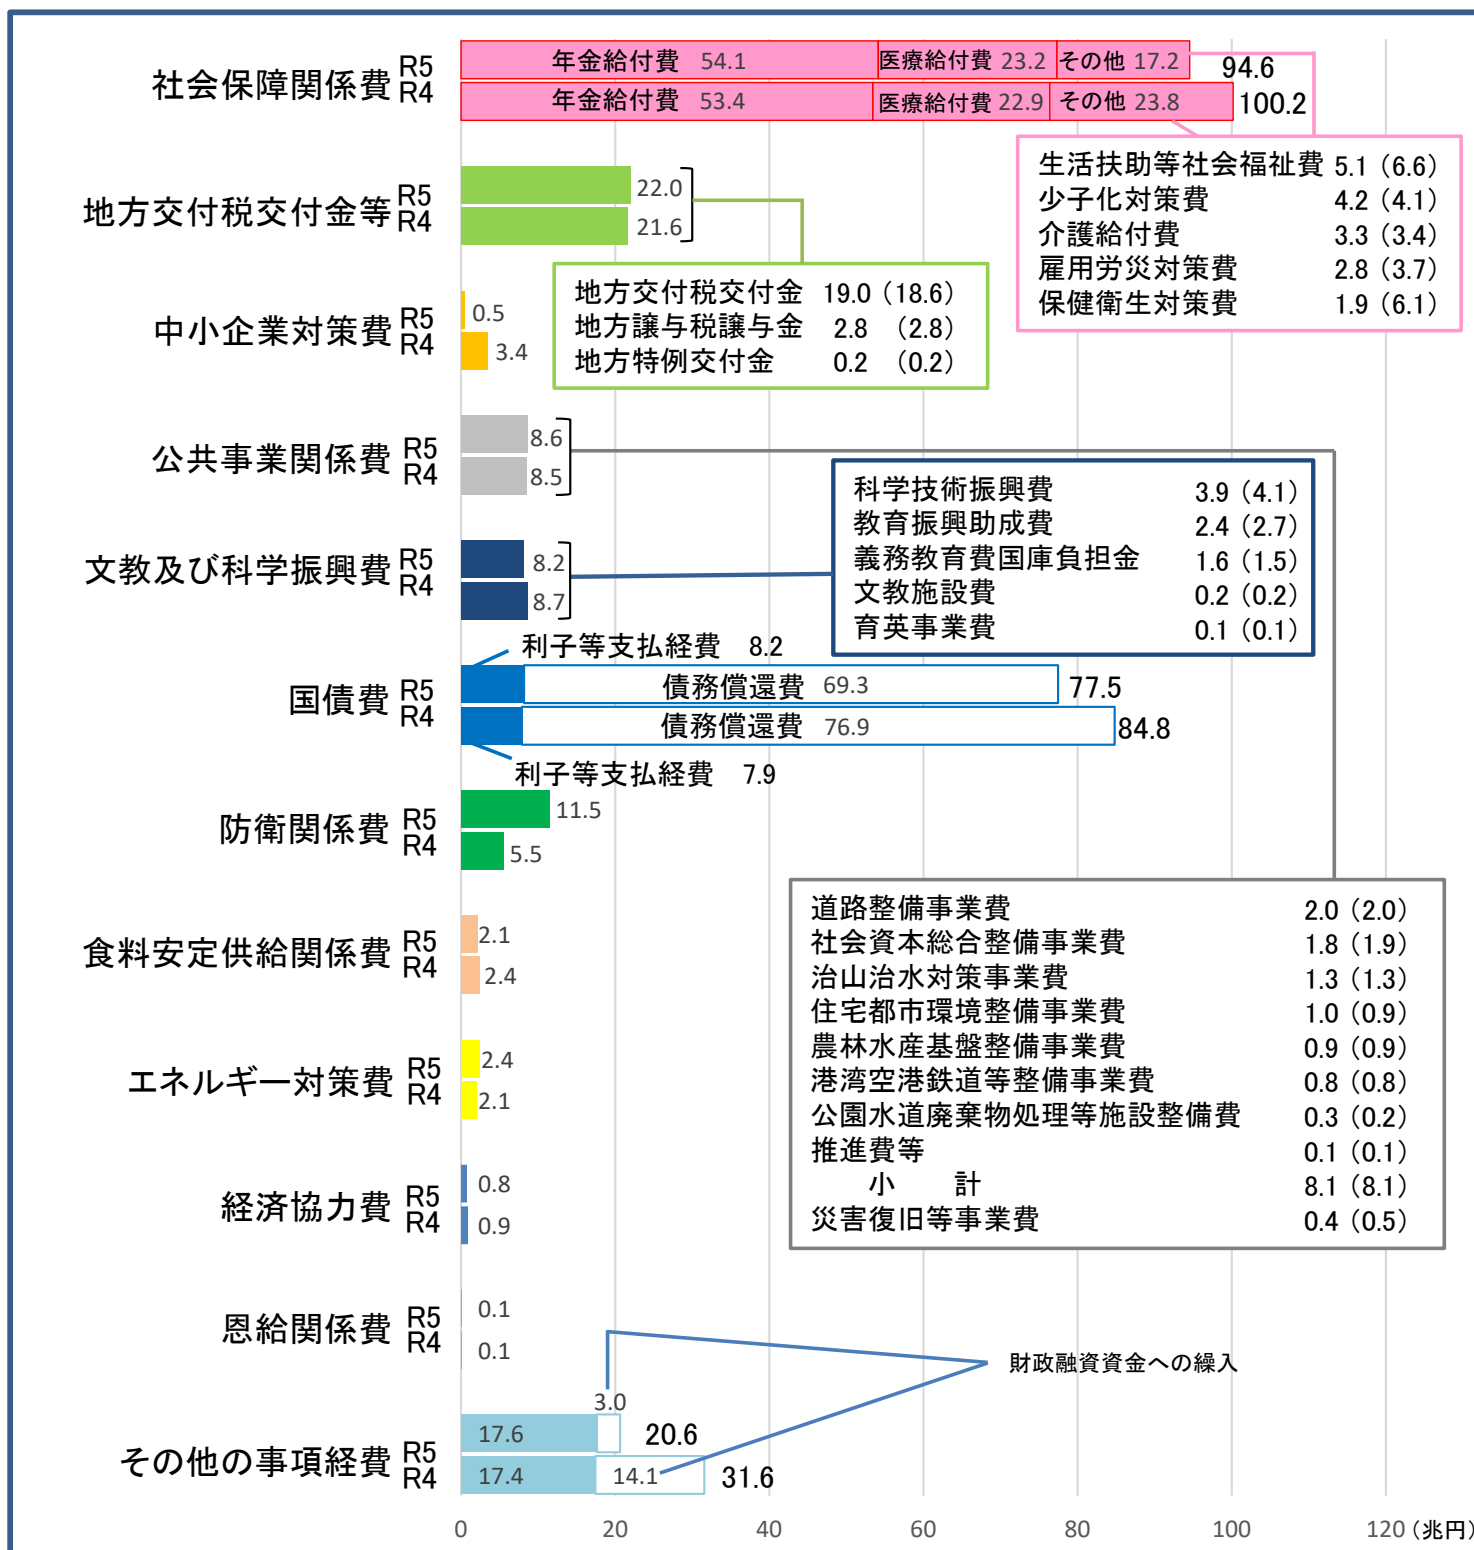 社会保障関係費
R5
R4
年金給付費 54.1
医療給付費 23.2
その他 17.2
94.6
年金給付費 53.4
医療給付費 22.9
その他 23.8
100.2
生活扶助等社会福祉費 5.1 (6.6)
少子化対策費 4.2 (4.1)
介護給付費 3.3 (3.4)
雇用労災対策費 2.8 (3.7)
保健衛生対策費 1.9 (6.1)
地方交付税交付金等
R5
R4
22.0
21.6
地方交付税交付金 19.0 (18.6)
地方譲与税譲与金 2.8 (2.8)
地方特例交付金 0.2 (0.2)
中小企業対策費
R5
R4
0.5
3.4
公共事業関係費
R5
R4
8.6
8.5
文教及び科学振興費
R5
R4
8.2
8.7
科学技術振興費 3.9 (4.1)
教育振興助成費 2.4 (2.7)
義務教育費国庫負担金 1.6 (1.5)
文教施設費 0.2 (0.2)
育英事業費 0.1 (0.1)
国債費
R5
R4
利子等支払経費 8.2
債務償還費 69.3
77.5
債務償還費 76.9
84.8
利子等支払経費 7.9
防衛関係費
R5
R4
11.5
5.5
食料安定供給関係費
R5
R4
2.1
2.4
道路整備事業費 2.0 (2.0)
社会資本総合整備事業費 1.8 (1.9)
治山治水対策事業費 1.3 (1.3)
住宅都市環境整備事業費 1.0 (0.9)
農林水産基盤整備事業費 0.9 (0.9)
港湾空港鉄道等整備事業費 0.8 (0.8)
公園水道廃棄物処理等施設整備費 0.3 (0.2)
推進費等 0.1 (0.1)
小 計 8.1 (8.1)
災害復旧等事業費 0.4 (0.5)
エネルギー対策費
R5
R4
2.4
2.1
経済協力費
R5
R4
0.8
0.9
恩給関係費
R5
R4
0.1
0.1
財政融資資金への繰入
その他の事項経費
R5
R4
3.0
17.6
20.6
17.4
14.1
31.6
0 20 40 60 80 100 120 (兆円)